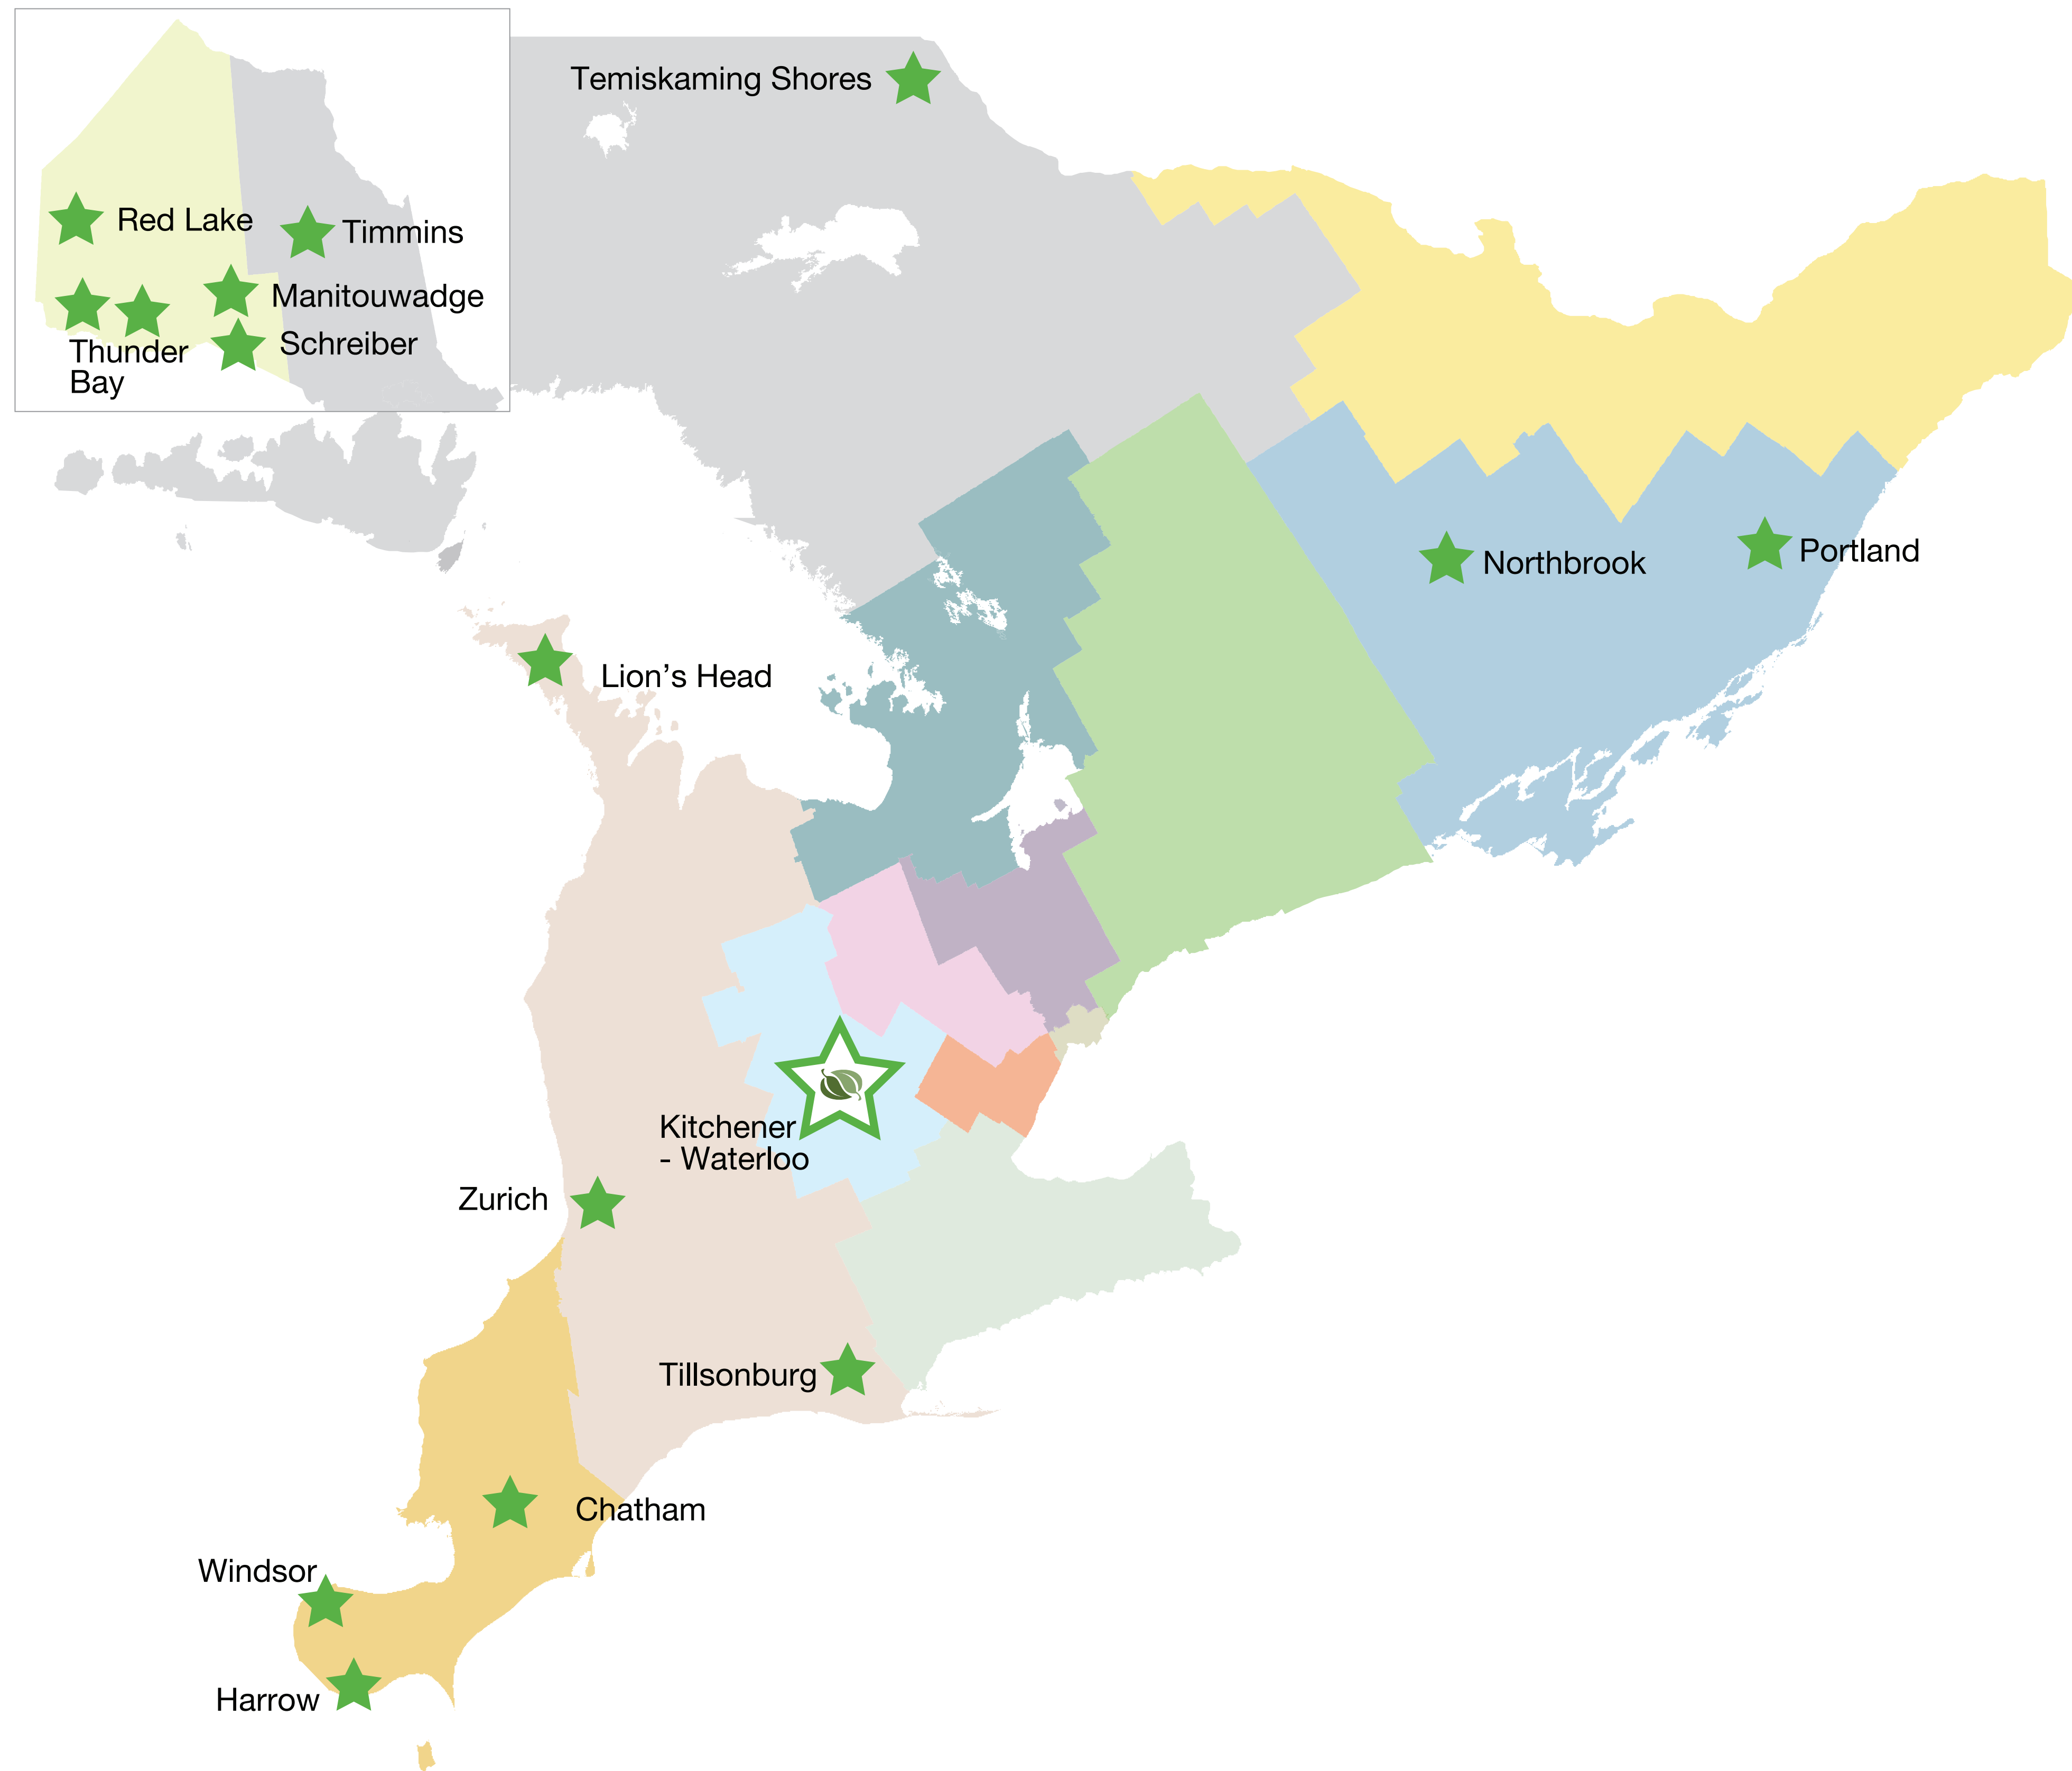 Temiskaming Shores
Red Lake
Timmins
Manitouwadge
Schreiber
Thunder
Bay
Northbrook
Portland
Lion’s Head
Kitchener
- Waterloo
Zurich
Tillsonburg
Chatham
Windsor
Harrow